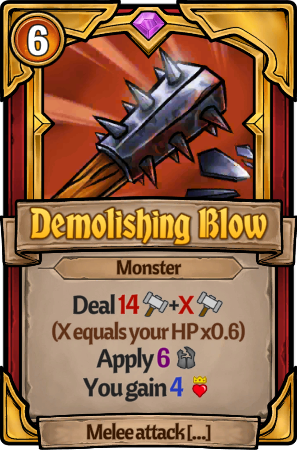 6
Demolishing Blow
Monster
Deal 14 +X
(X equals your HP x0.6)
Apply 6
You gain 4
Melee attack [...]